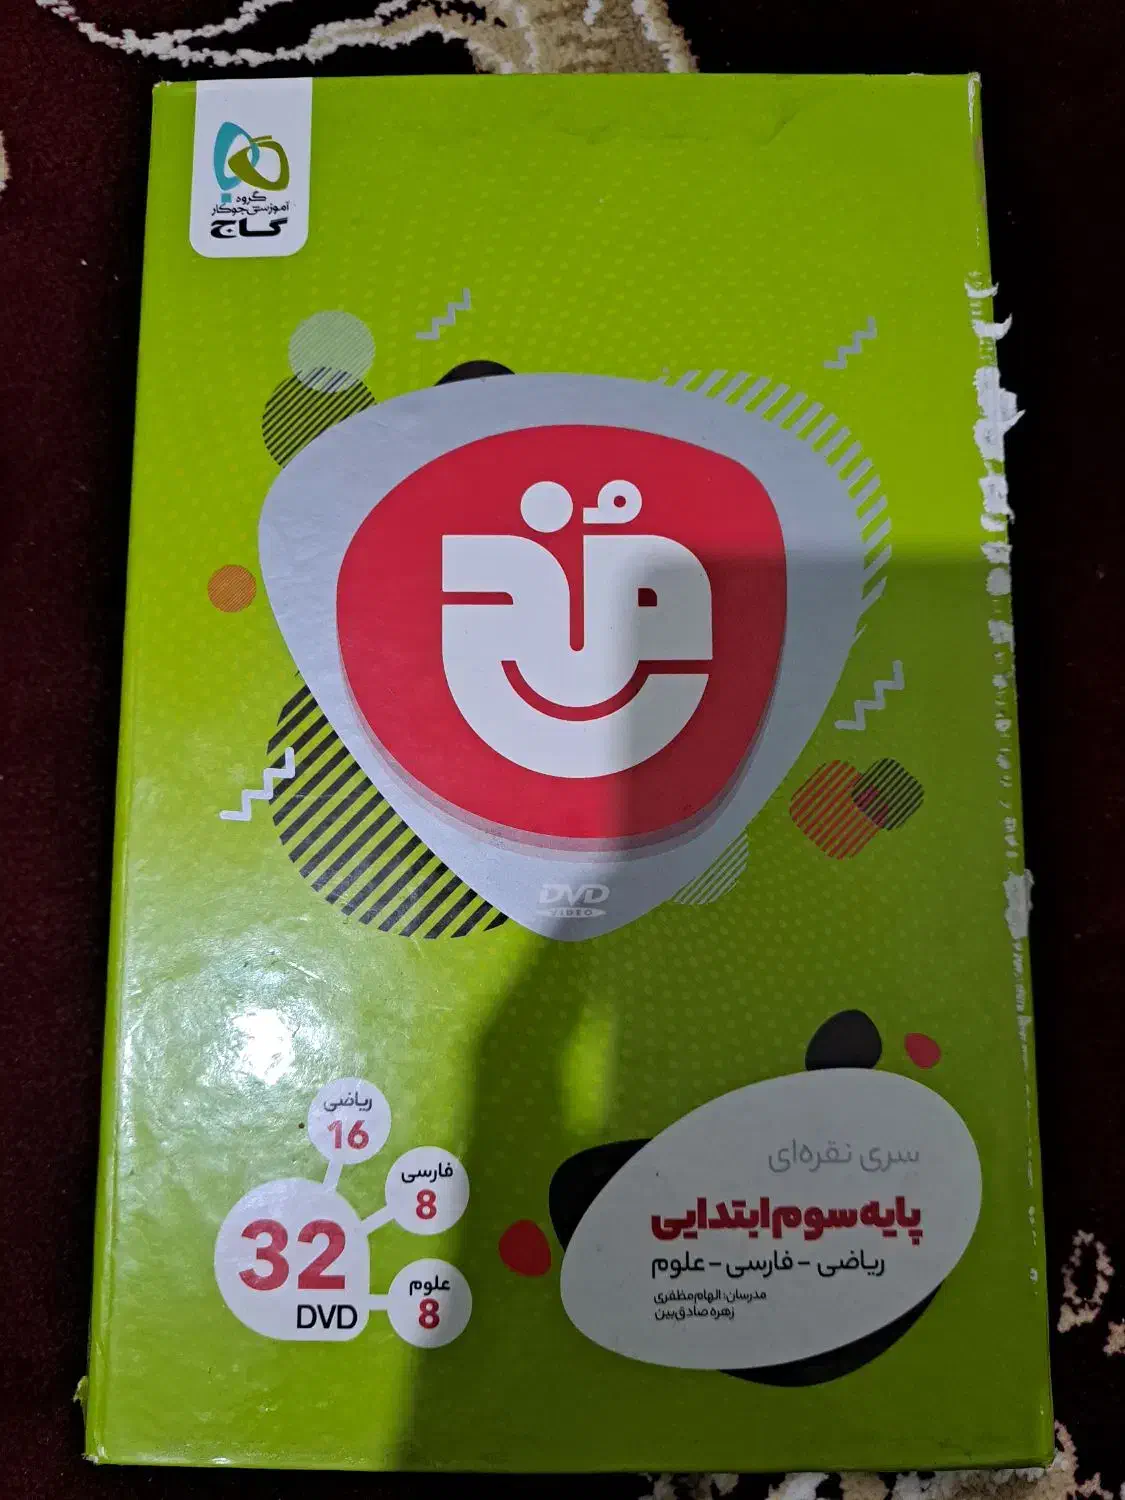 گروه
آموزشی جوکار
گاج
مُخ
DVD
VIDEO
ریاضی
16
فارسی
8
علوم
8
32
DVD
سری نقره‌ای
پایه سوم ابتدایی
ریاضی - فارسی - علوم
مدرسان: الهام مظفری
زهره صادق‌بین